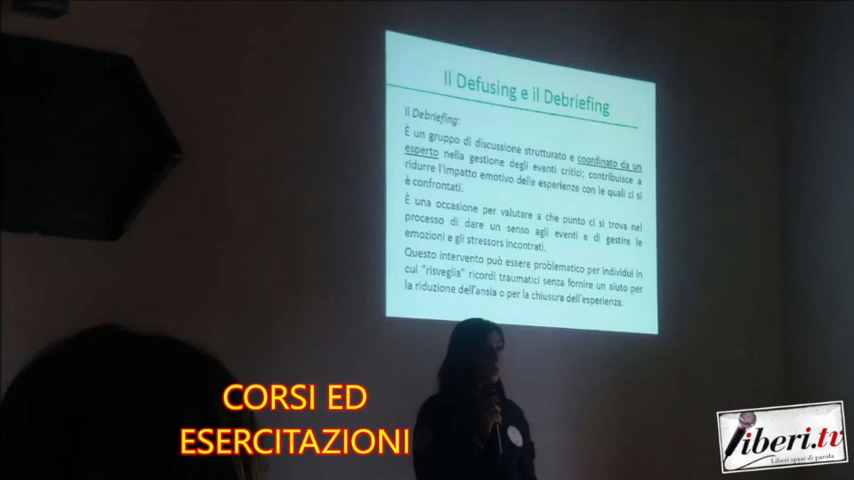 Il Defusing e il Debriefing
Il Debriefing:
È un gruppo di discussione strutturato e coordinato da un
esperto nella gestione degli eventi critici; contribuisce a
ridurre l'impatto emotivo delle esperienze con le quali ci si
è confrontati.
È una occasione per valutare a che punto ci si trova nel
processo di dare un senso agli eventi e di gestire le
emozioni e gli stressors incontrati.
Questo intervento può essere problematico per individui in
cui "risveglia" ricordi traumatici senza fornire un aiuto per
la riduzione dell'ansia o per la chiusura dell'esperienza.
CORSI ED
ESERCITAZIONI
liberi.tv
Liberi spazi di parola